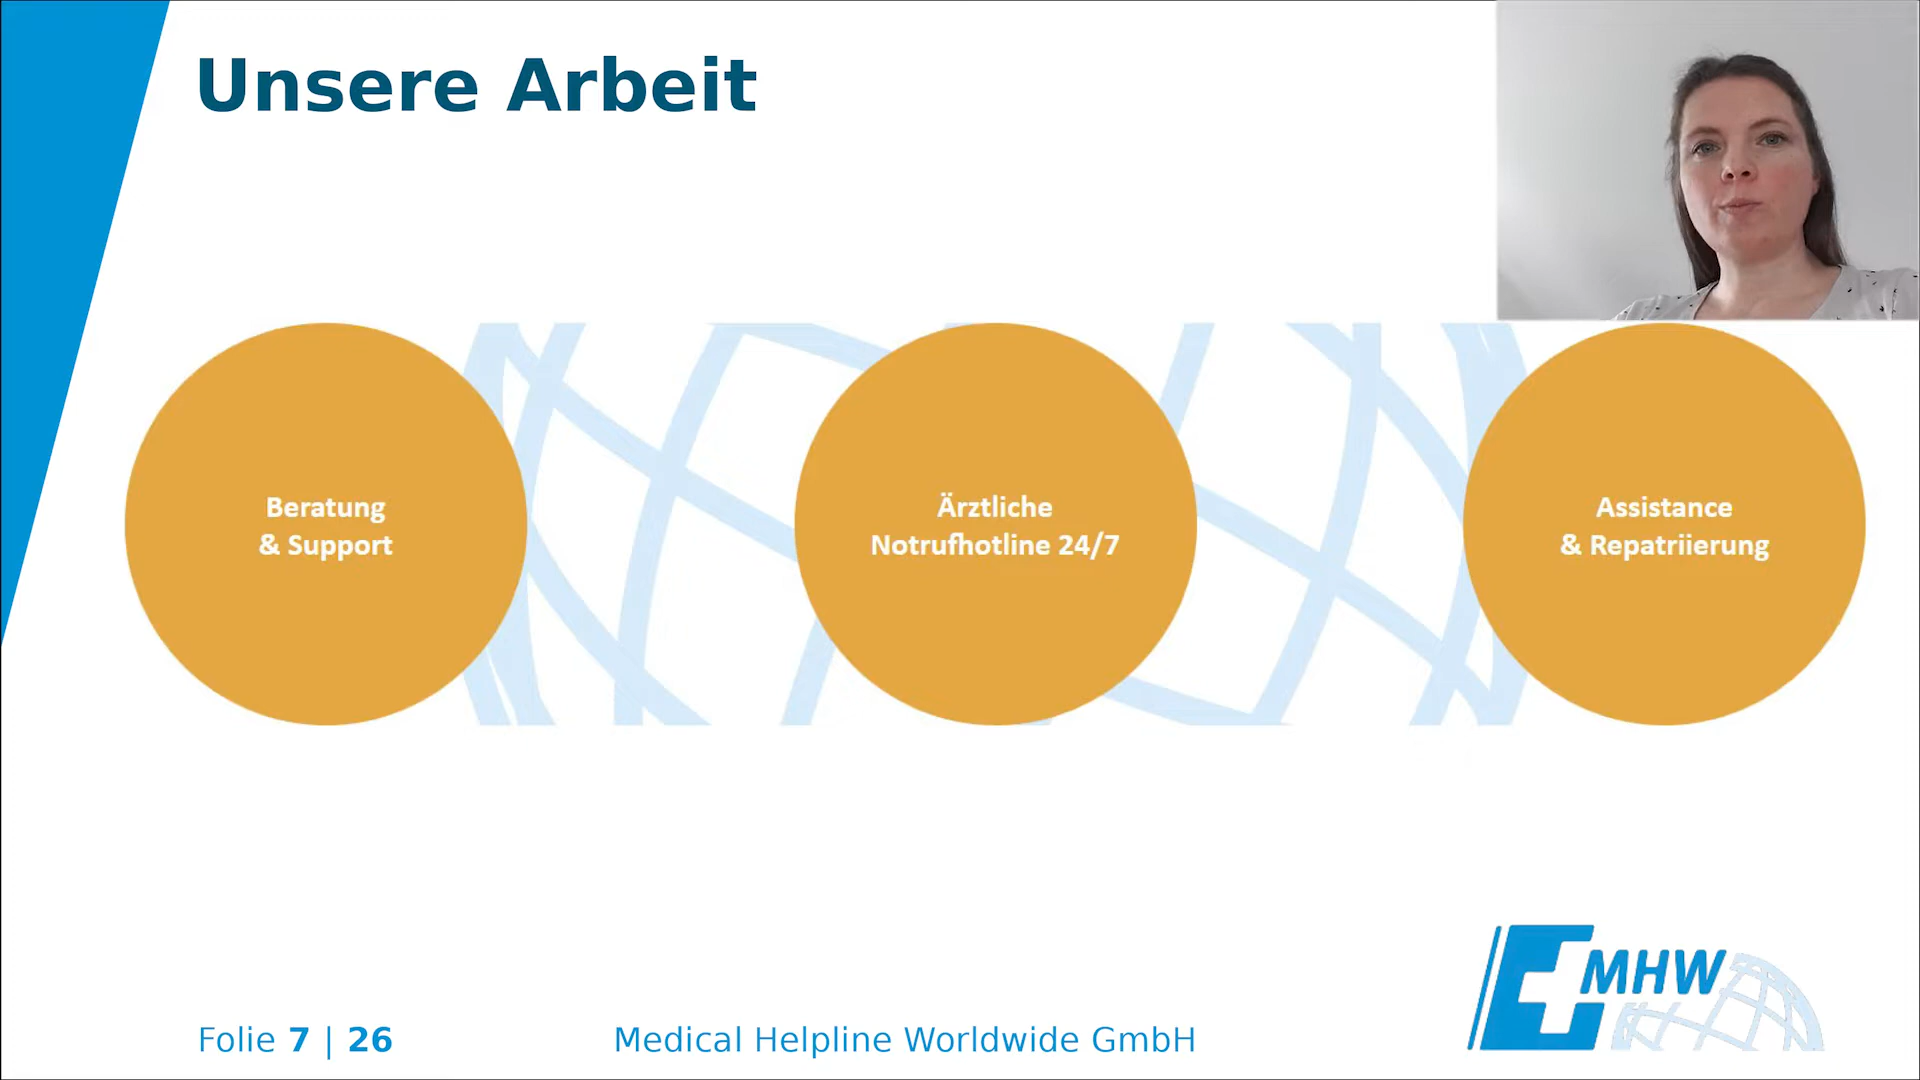 Unsere Arbeit
Beratung
& Support
Ärztliche
Notrufhotline 24/7
Assistance
& Repatriierung
MHW
Folie 7 | 26
Medical Helpline Worldwide GmbH